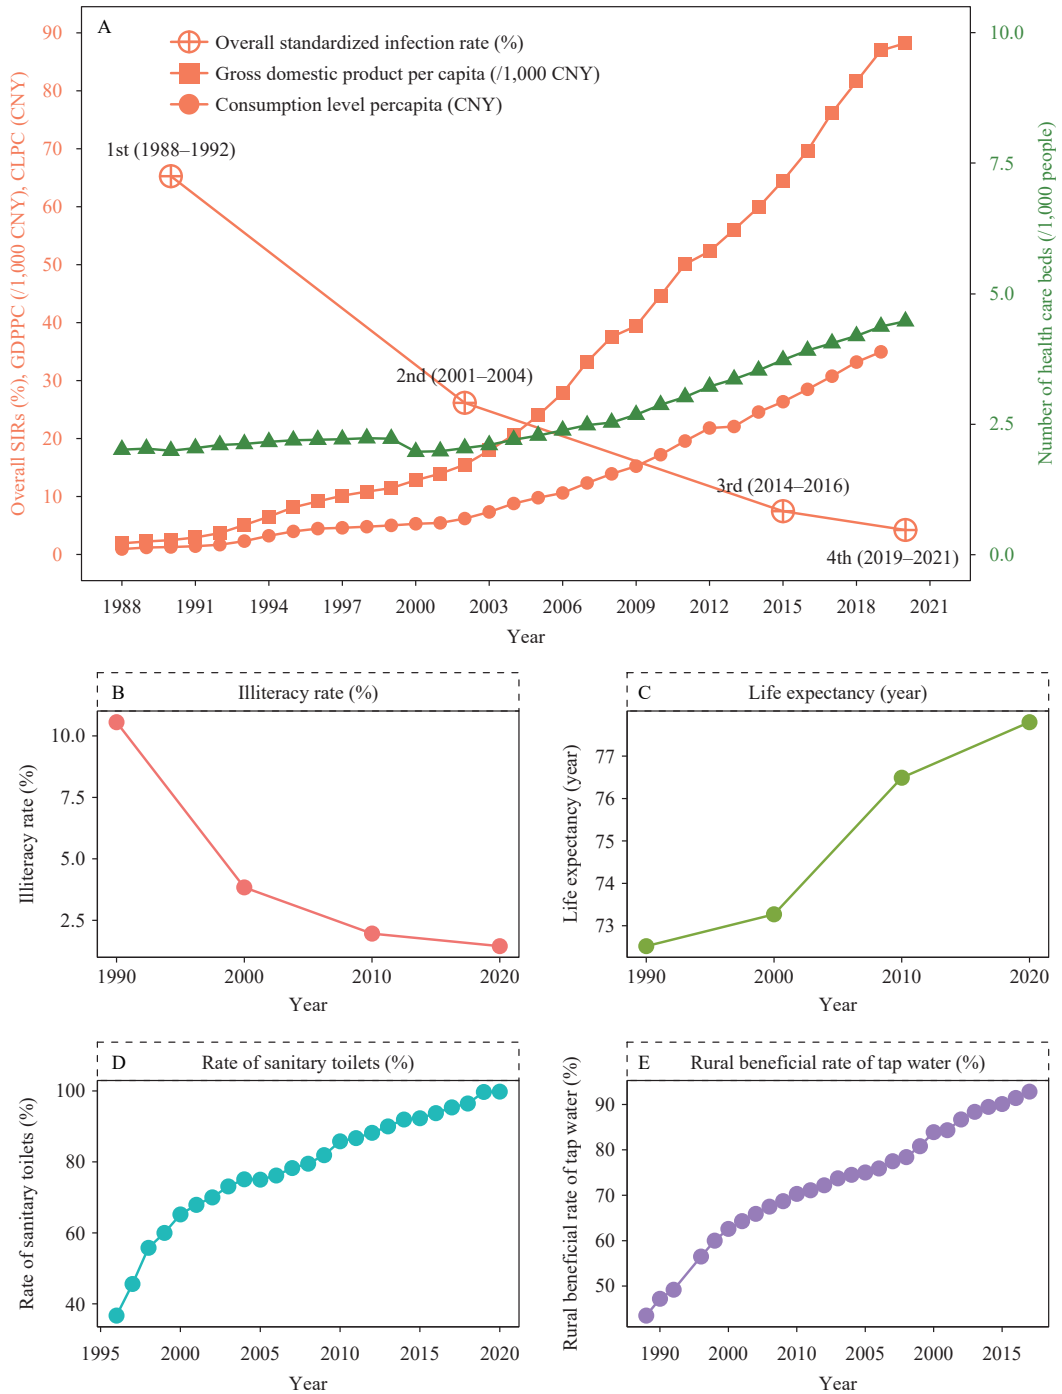 A
Overall standardized infection rate (%)
Gross domestic product per capita (/1,000 CNY)
Consumption level percapita (CNY)
Overall SIRs (%), GDPPC (/1,000 CNY), CLPC (CNY)
90
80
70
60
50
40
30
20
10
0
1st (1988–1992)
2nd (2001–2004)
3rd (2014–2016)
4th (2019–2021)
10.0
7.5
5.0
2.5
0.0
Number of health care beds (/1,000 people)
1988 1991 1994 1997 2000 2003 2006 2009 2012 2015 2018 2021
Year
B Illiteracy rate (%)
Illiteracy rate (%)
10.0
7.5
5.0
2.5
1990 2000 2010 2020
Year
C Life expectancy (year)
Life expectancy (year)
77
76
75
74
73
1990 2000 2010 2020
Year
D Rate of sanitary toilets (%)
Rate of sanitary toilets (%)
100
80
60
40
1995 2000 2005 2010 2015 2020
Year
E Rural beneficial rate of tap water (%)
Rural beneficial rate of tap water (%)
90
80
70
60
50
1990 2000 2010 2005 2000 2015
Year